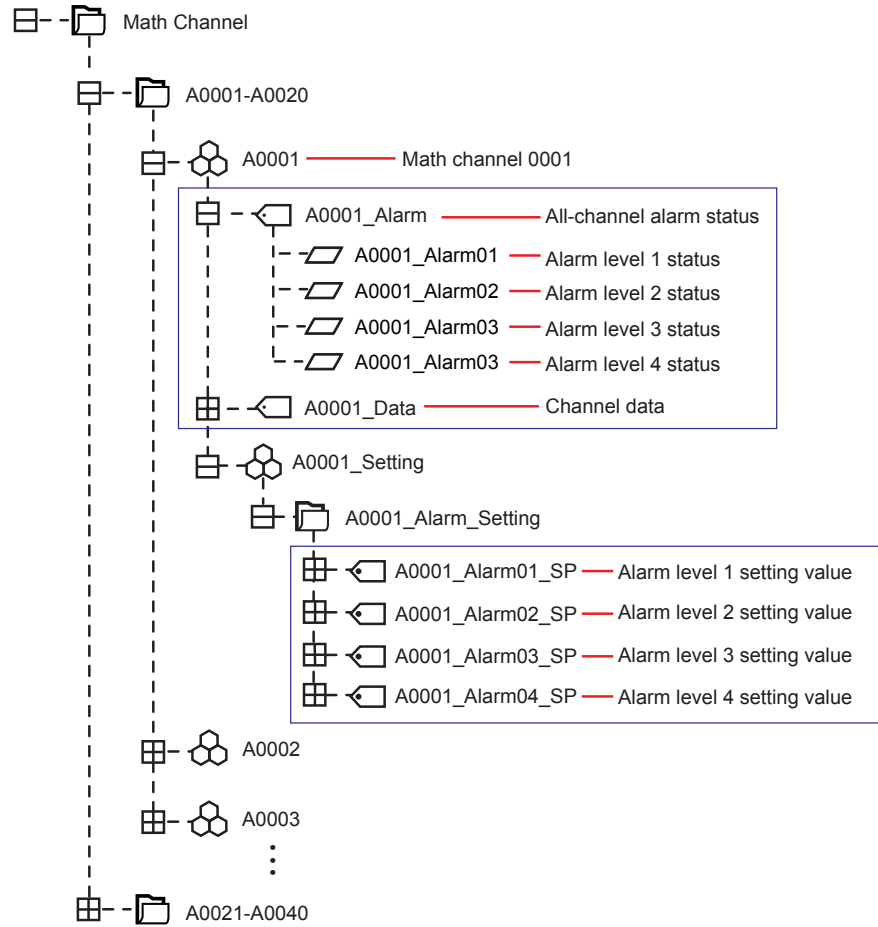 Math Channel
A0001-A0020
A0001 Math channel 0001
A0001_Alarm All-channel alarm status
A0001_Alarm01 Alarm level 1 status
A0001_Alarm02 Alarm level 2 status
A0001_Alarm03 Alarm level 3 status
A0001_Alarm03 Alarm level 4 status
A0001_Data Channel data
A0001_Setting
A0001_Alarm_Setting
A0001_Alarm01_SP Alarm level 1 setting value
A0001_Alarm02_SP Alarm level 2 setting value
A0001_Alarm03_SP Alarm level 3 setting value
A0001_Alarm04_SP Alarm level 4 setting value
A0002
A0003
A0021-A0040